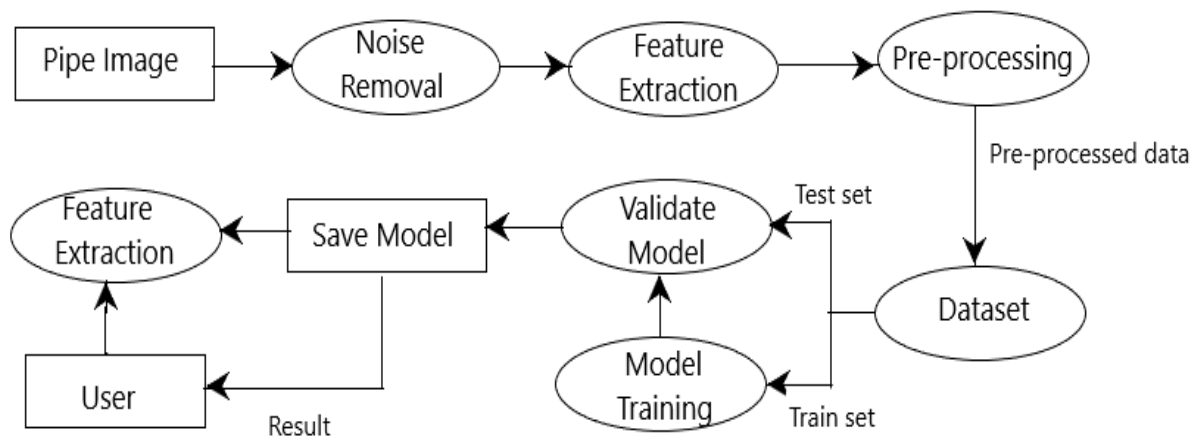 Pipe Image
Noise
Removal
Feature
Extraction
Pre-processing
Pre-processed data
Feature
Extraction
Save Model
Validate
Model
Test set
Dataset
User
Result
Model
Training
Train set